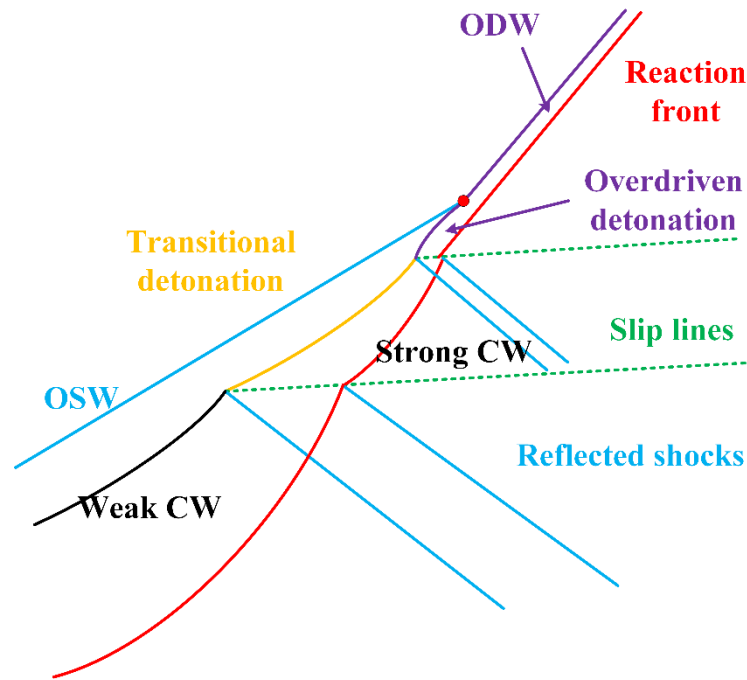 ODW
Reaction
front
Overdriven
detonation
Transitional
detonation
Slip lines
Strong CW
OSW
Reflected shocks
Weak CW